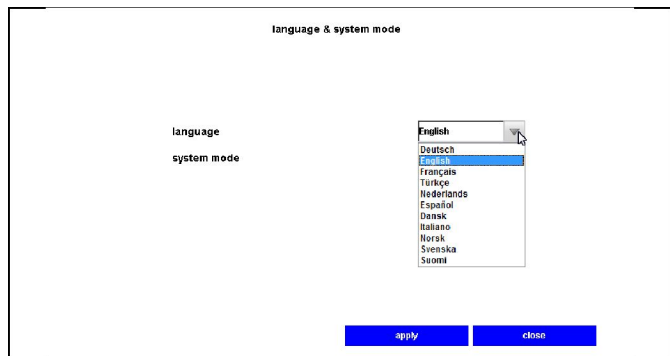 language & system mode
language
English
system mode
Deutsch
English
Français
Türkçe
Nederlands
Español
Dansk
Italiano
Norsk
Svenska
Suomi
apply
close